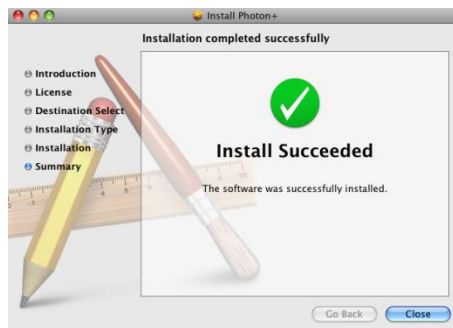 Install Photon+
Installation completed successfully
Introduction
License
Destination Select
Installation Type
Installation
Summary
Install Succeeded
The software was successfully installed.
Go Back
Close